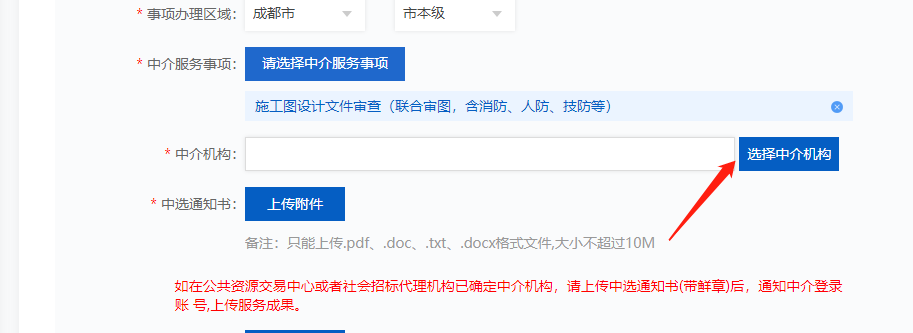 * 事项办理区域： 成都市 市本级
* 中介服务事项： 请选择中介服务事项
施工图设计文件审查（联合审图，含消防、人防、技防等）
* 中介机构： 选择中介机构
* 中选通知书： 上传附件
备注：只能上传.pdf、.doc、.txt、.docx格式文件,大小不超过10M
如在公共资源交易中心或者社会招标代理机构已确定中介机构，请上传中选通知书(带鲜章)后，通知中介登录
账 号,上传服务成果。